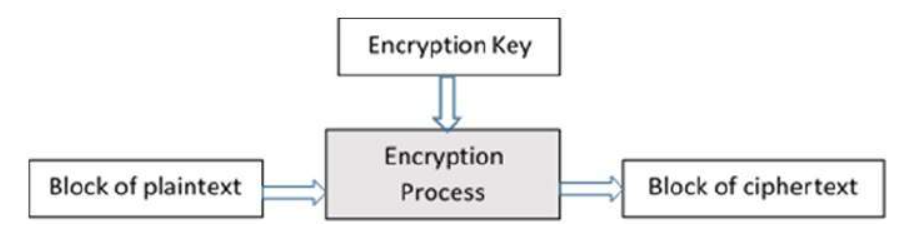 Encryption Key
Block of plaintext
Encryption
Process
Block of ciphertext